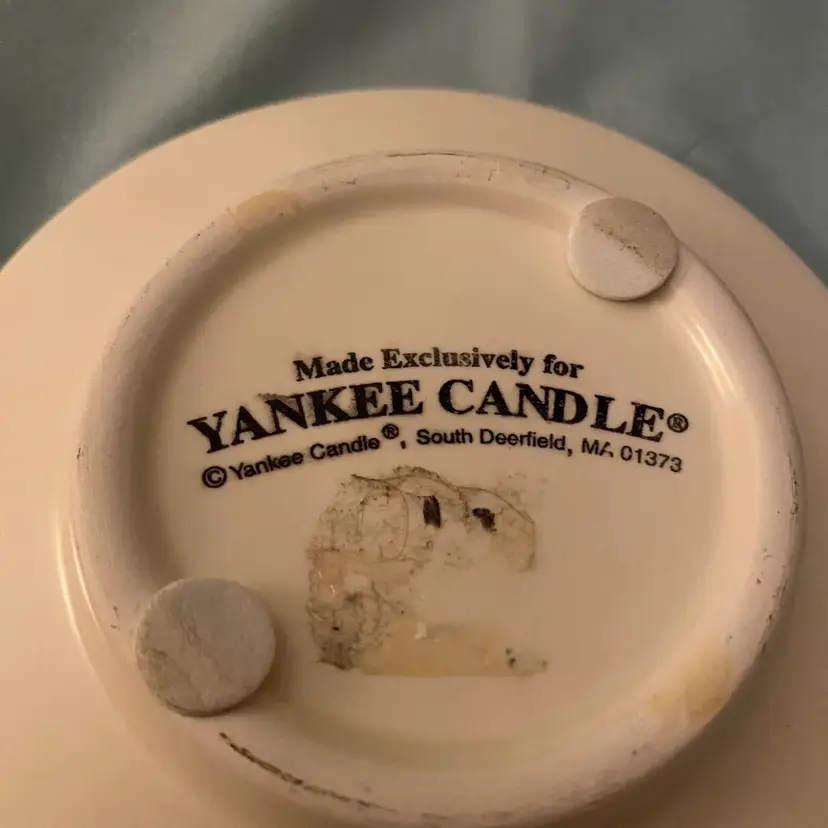 Made Exclusively for
YANKEE CANDLE®
© Yankee Candle®, South Deerfield, MA 01373